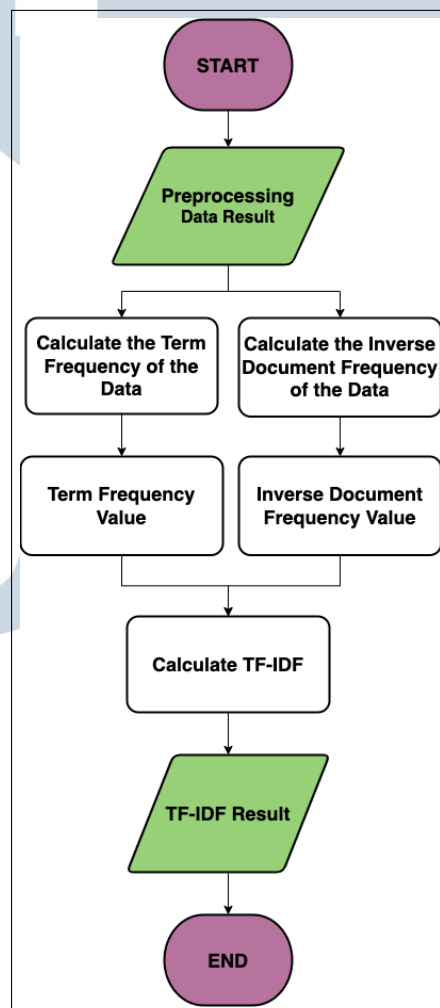 START
Preprocessing
Data Result
Calculate the Term
Frequency of the
Data
Calculate the Inverse
Document Frequency
of the Data
Term Frequency
Value
Inverse Document
Frequency Value
Calculate TF-IDF
TF-IDF Result
END